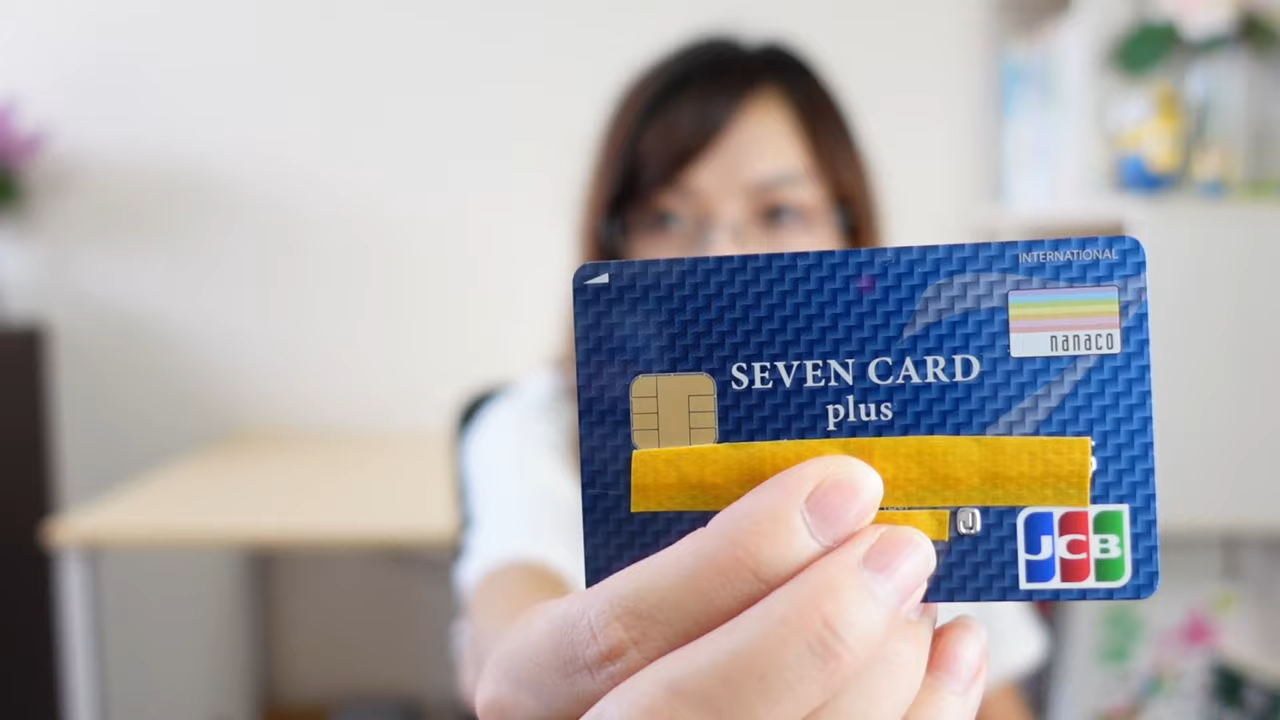 INTERNATIONAL
nanaco
SEVEN CARD
plus
J
JCB